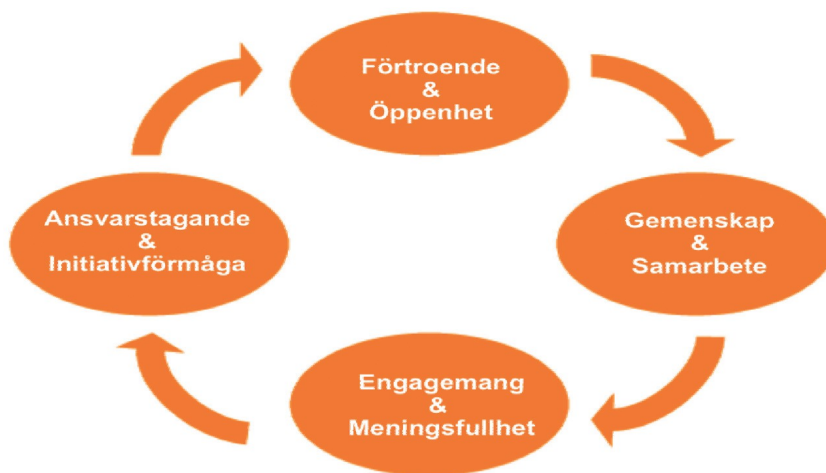 Förtroende
&
Öppenhet
Gemenskap
&
Samarbete
Engagemang
&
Meningsfullhet
Ansvarstagande
&
Initiativförmåga